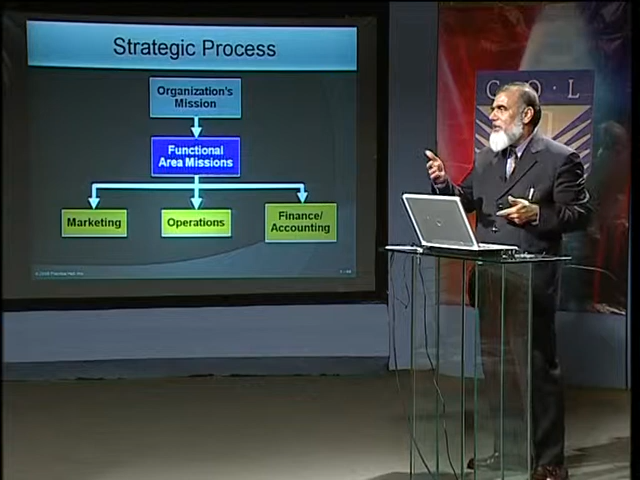 Strategic Process
Organization's
Mission
Functional
Area Missions
Marketing
Operations
Finance/
Accounting
C·O·L